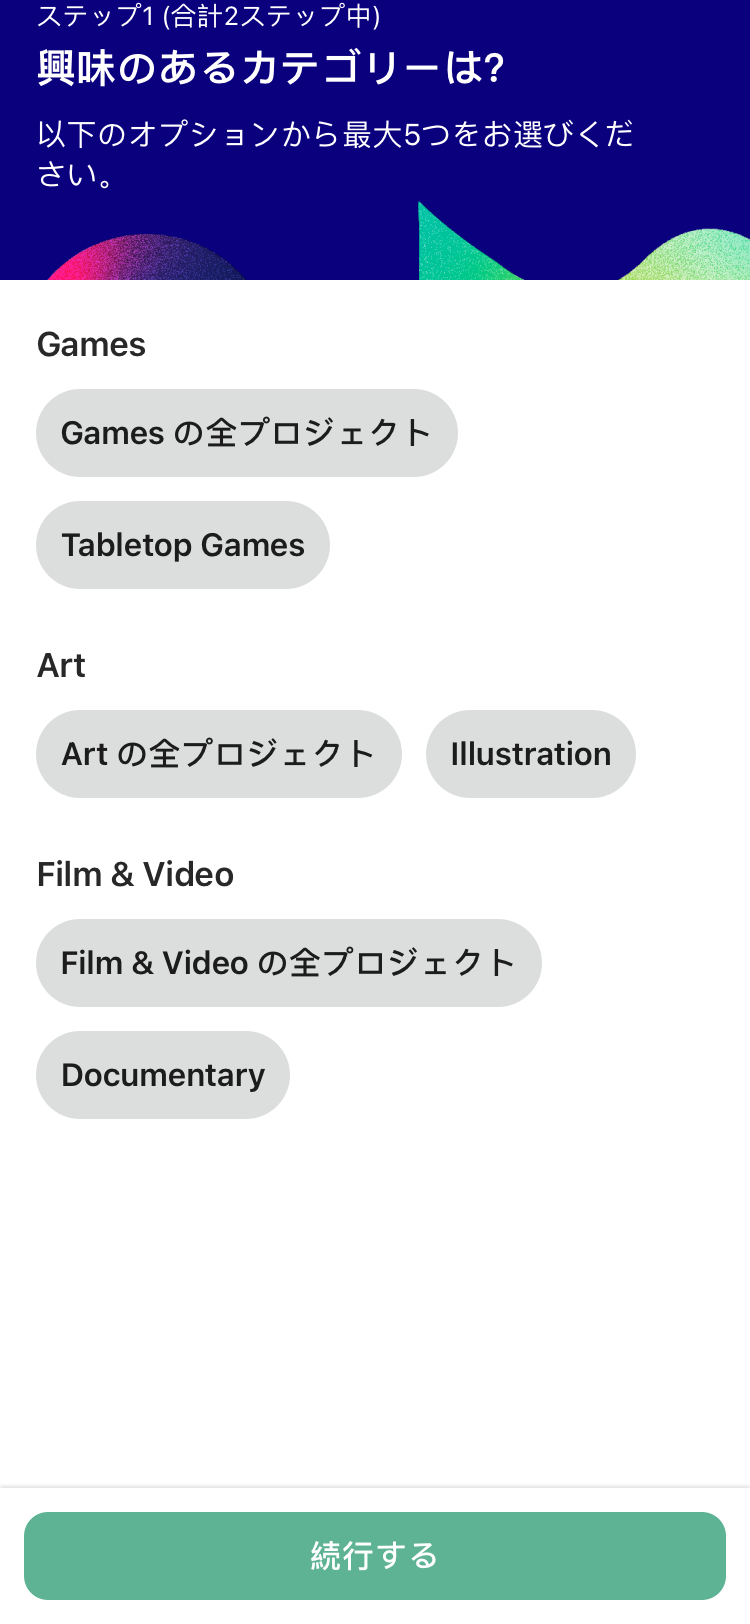 ステップ1 (合計2ステップ中)
興味のあるカテゴリーは?
以下のオプションから最大5つをお選びくだ
さい。
Games
Games の全プロジェクト
Tabletop Games
Art
Art の全プロジェクト
Illustration
Film & Video
Film & Video の全プロジェクト
Documentary
続行する